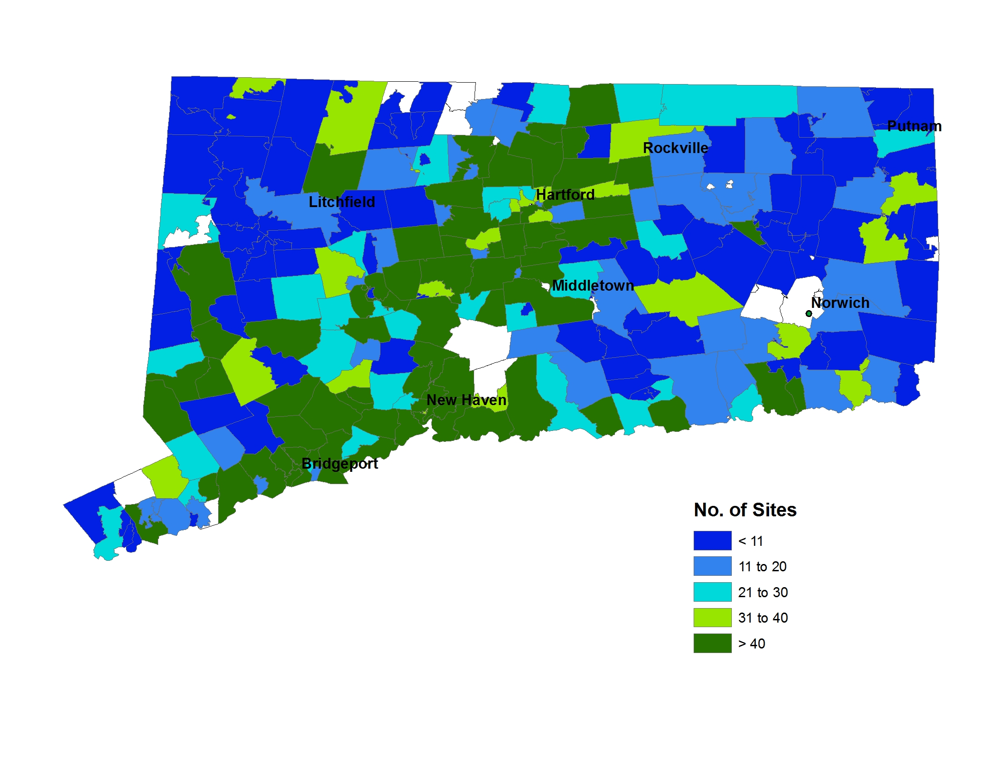 Putnam
Rockville
Hartford
Litchfield
Middletown
Norwich
New Haven
Bridgeport
No. of Sites
< 11
11 to 20
21 to 30
31 to 40
> 40